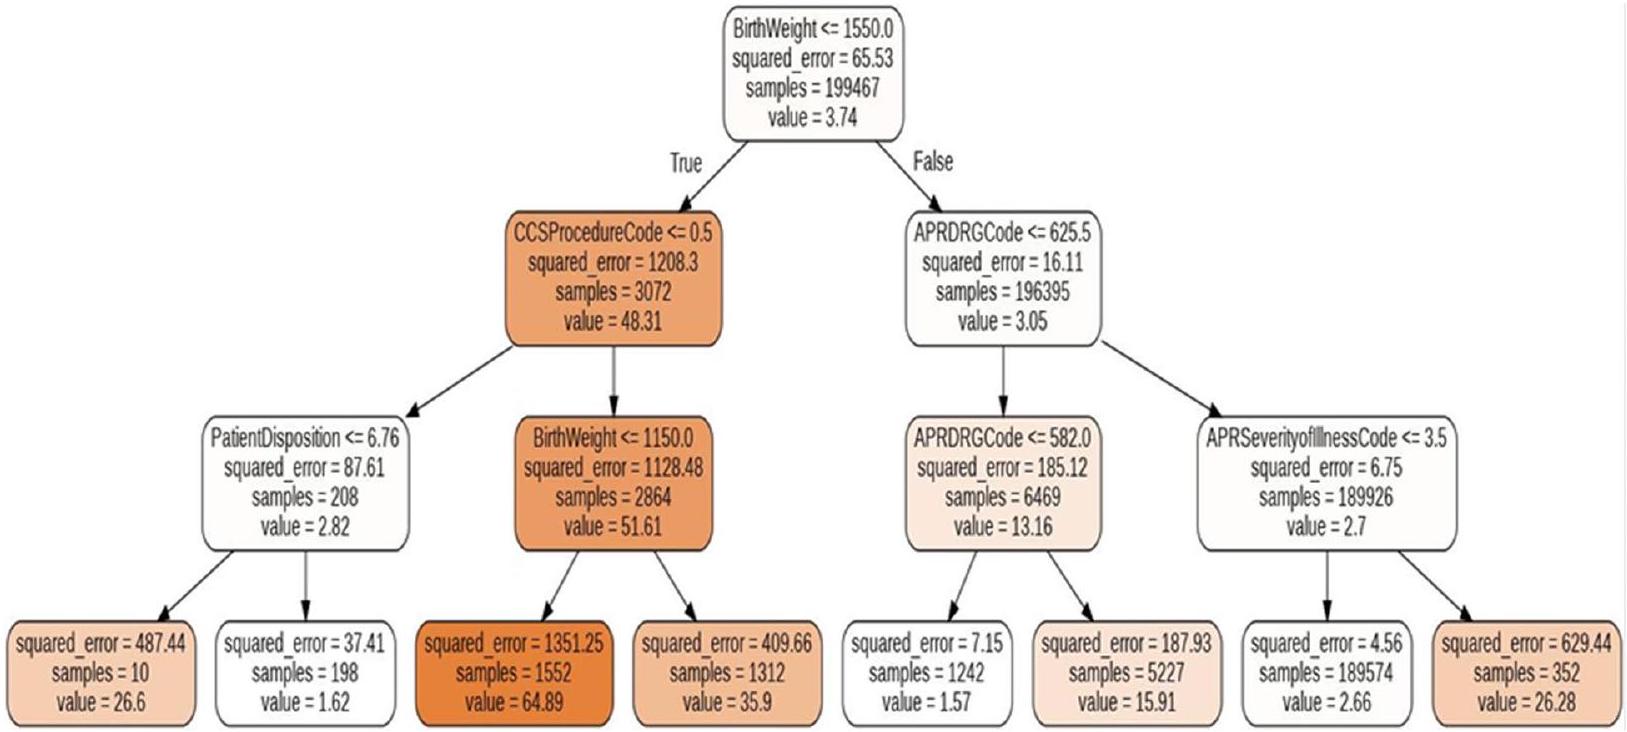 BirthWeight <= 1550.0
squared_error = 65.53
samples = 199467
value = 3.74
True
False
CCSProcedureCode <= 0.5
squared_error = 1208.3
samples = 3072
value = 48.31
APRDRGCode <= 625.5
squared_error = 16.11
samples = 196395
value = 3.05
PatientDisposition <= 6.76
squared_error = 87.61
samples = 208
value = 2.82
BirthWeight <= 1150.0
squared_error = 1128.48
samples = 2864
value = 51.61
APRDRGCode <= 582.0
squared_error = 185.12
samples = 6469
value = 13.16
APRSeverityofIllnessCode <= 3.5
squared_error = 6.75
samples = 189926
value = 2.7
squared_error = 487.44
samples = 10
value = 26.6
squared_error = 37.41
samples = 198
value = 1.62
squared_error = 1351.25
samples = 1552
value = 64.89
squared_error = 409.66
samples = 1312
value = 35.9
squared_error = 7.15
samples = 1242
value = 1.57
squared_error = 187.93
samples = 5227
value = 15.91
squared_error = 4.56
samples = 189574
value = 2.66
squared_error = 629.44
samples = 352
value = 26.28